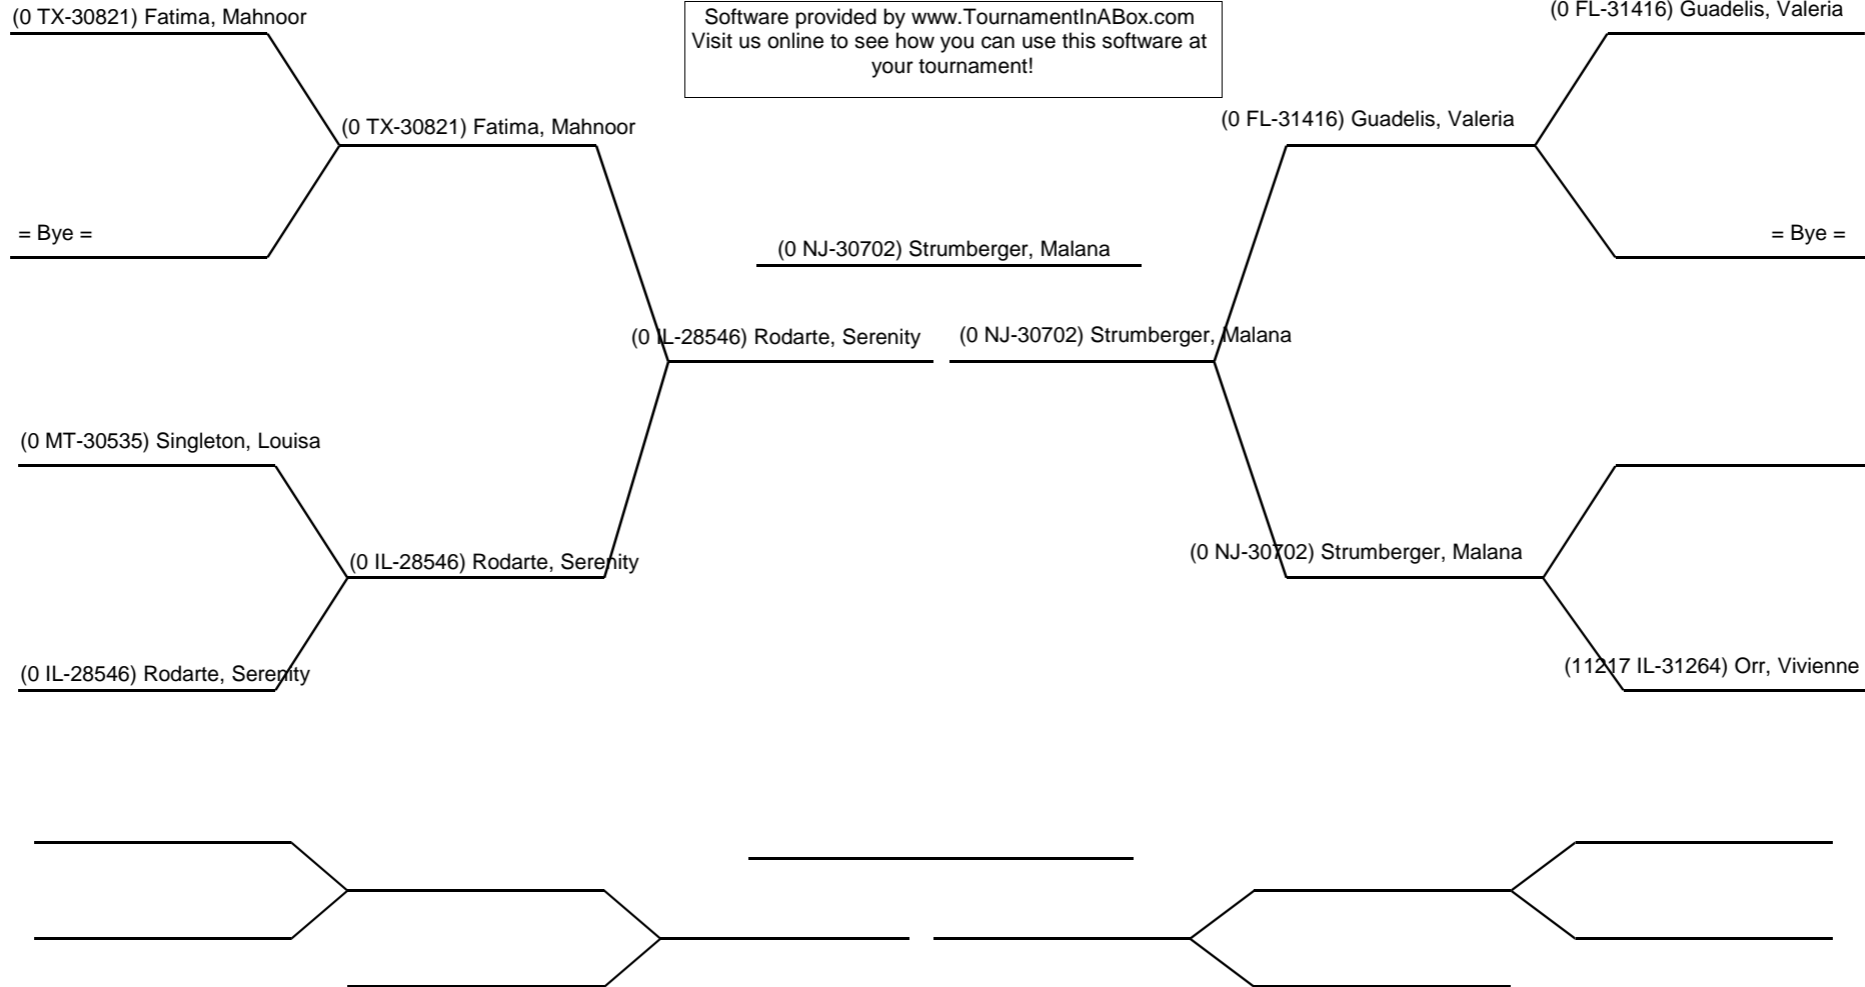 (0 TX-30821) Fatima, Mahnoor
Software provided by www.TournamentInABox.com
Visit us online to see how you can use this software at
your tournament!
(0 FL-31416) Guadelis, Valeria
(0 TX-30821) Fatima, Mahnoor
(0 FL-31416) Guadelis, Valeria
= Bye =
(0 NJ-30702) Strumberger, Malana
= Bye =
(0 IL-28546) Rodarte, Serenity
(0 NJ-30702) Strumberger, Malana
(0 MT-30535) Singleton, Louisa
(0 IL-28546) Rodarte, Serenity
(0 NJ-30702) Strumberger, Malana
(0 IL-28546) Rodarte, Serenity
(11217 IL-31264) Orr, Vivienne